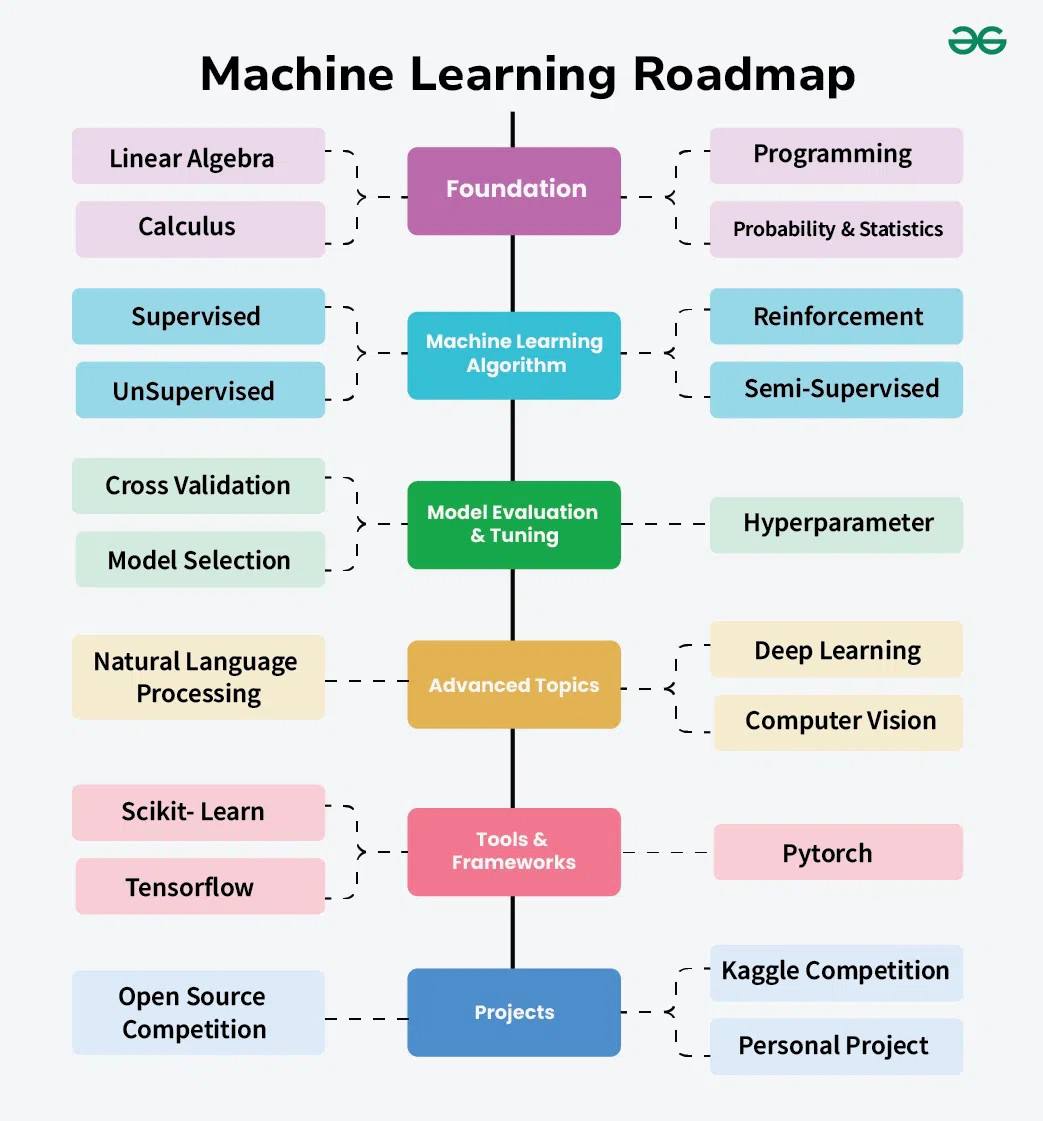 Machine Learning Roadmap
Linear Algebra
Calculus
Foundation
Programming
Probability & Statistics
Supervised
UnSupervised
Machine Learning
Algorithm
Reinforcement
Semi-Supervised
Cross Validation
Model Selection
Model Evaluation
& Tuning
Hyperparameter
Natural Language
Processing
Advanced Topics
Deep Learning
Computer Vision
Scikit- Learn
Tensorflow
Tools &
Frameworks
Pytorch
Open Source
Competition
Projects
Kaggle Competition
Personal Project